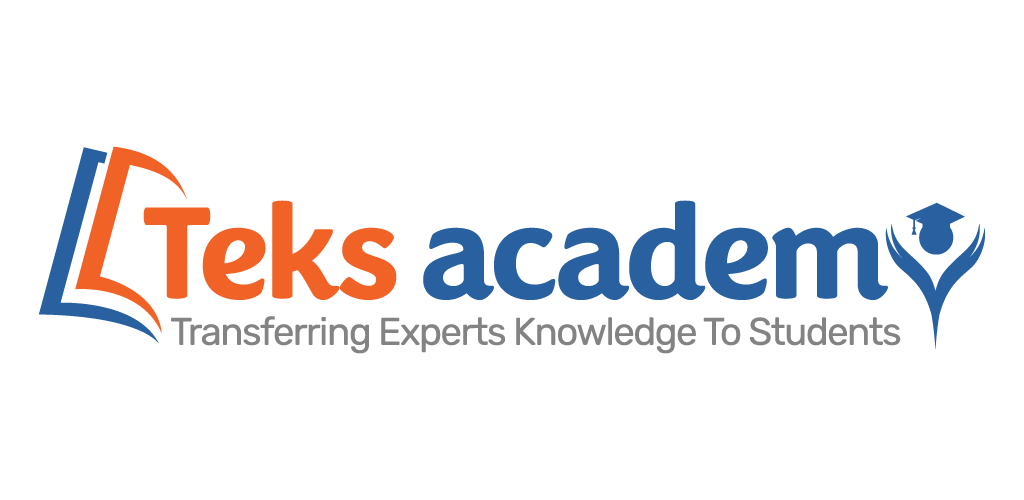 Teks academy
Transferring Experts Knowledge To Students